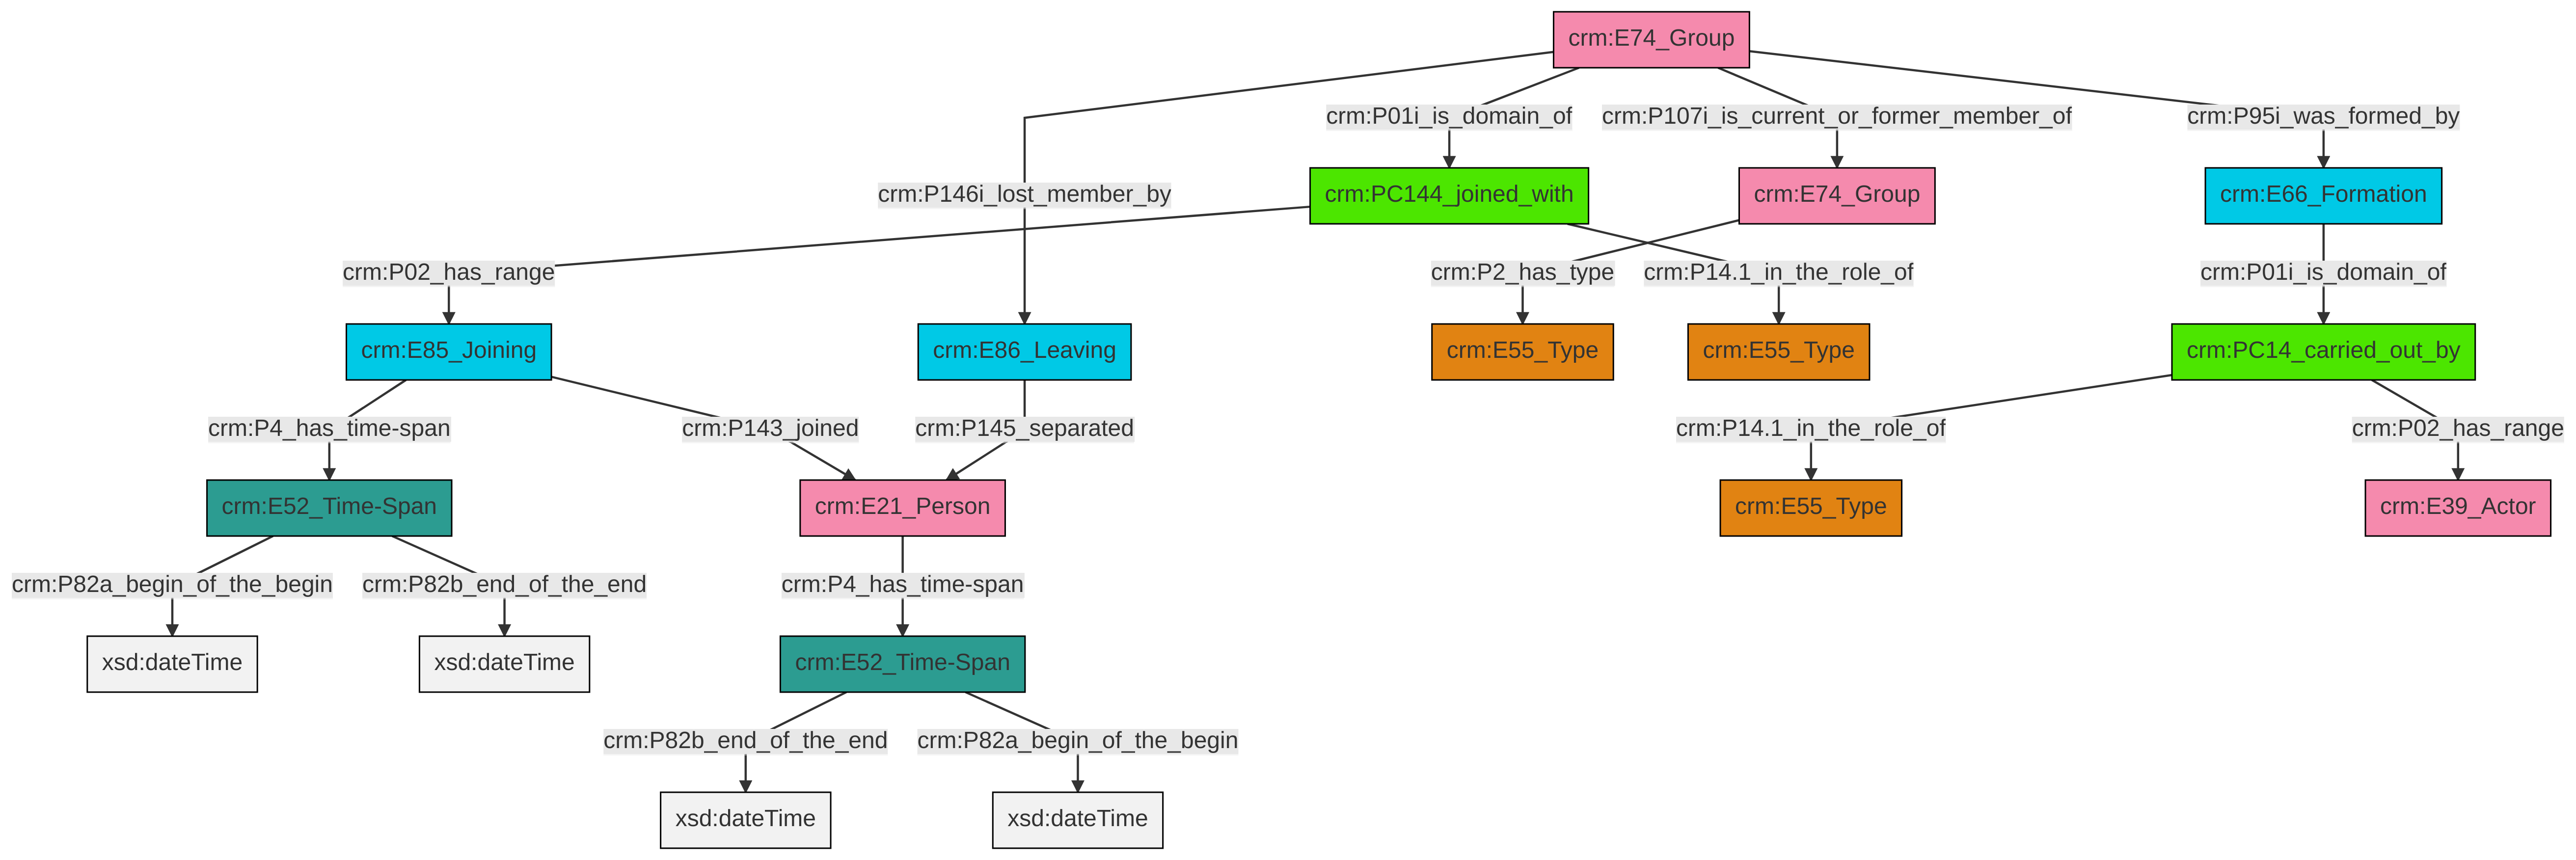 crm:E74_Group
crm:P01i_is_domain_of
crm:P107i_is_current_or_former_member_of
crm:P95i_was_formed_by
crm:P146i_lost_member_by
crm:PC144_joined_with
crm:E74_Group
crm:E66_Formation
crm:P02_has_range
crm:P2_has_type
crm:P14.1_in_the_role_of
crm:P01i_is_domain_of
crm:E85_Joining
crm:E86_Leaving
crm:E55_Type
crm:E55_Type
crm:PC14_carried_out_by
crm:P4_has_time-span
crm:P143_joined
crm:P145_separated
crm:P14.1_in_the_role_of
crm:P02_has_range
crm:E52_Time-Span
crm:E21_Person
crm:E55_Type
crm:E39_Actor
crm:P82a_begin_of_the_begin
crm:P82b_end_of_the_end
crm:P4_has_time-span
xsd:dateTime
xsd:dateTime
crm:E52_Time-Span
crm:P82b_end_of_the_end
crm:P82a_begin_of_the_begin
xsd:dateTime
xsd:dateTime